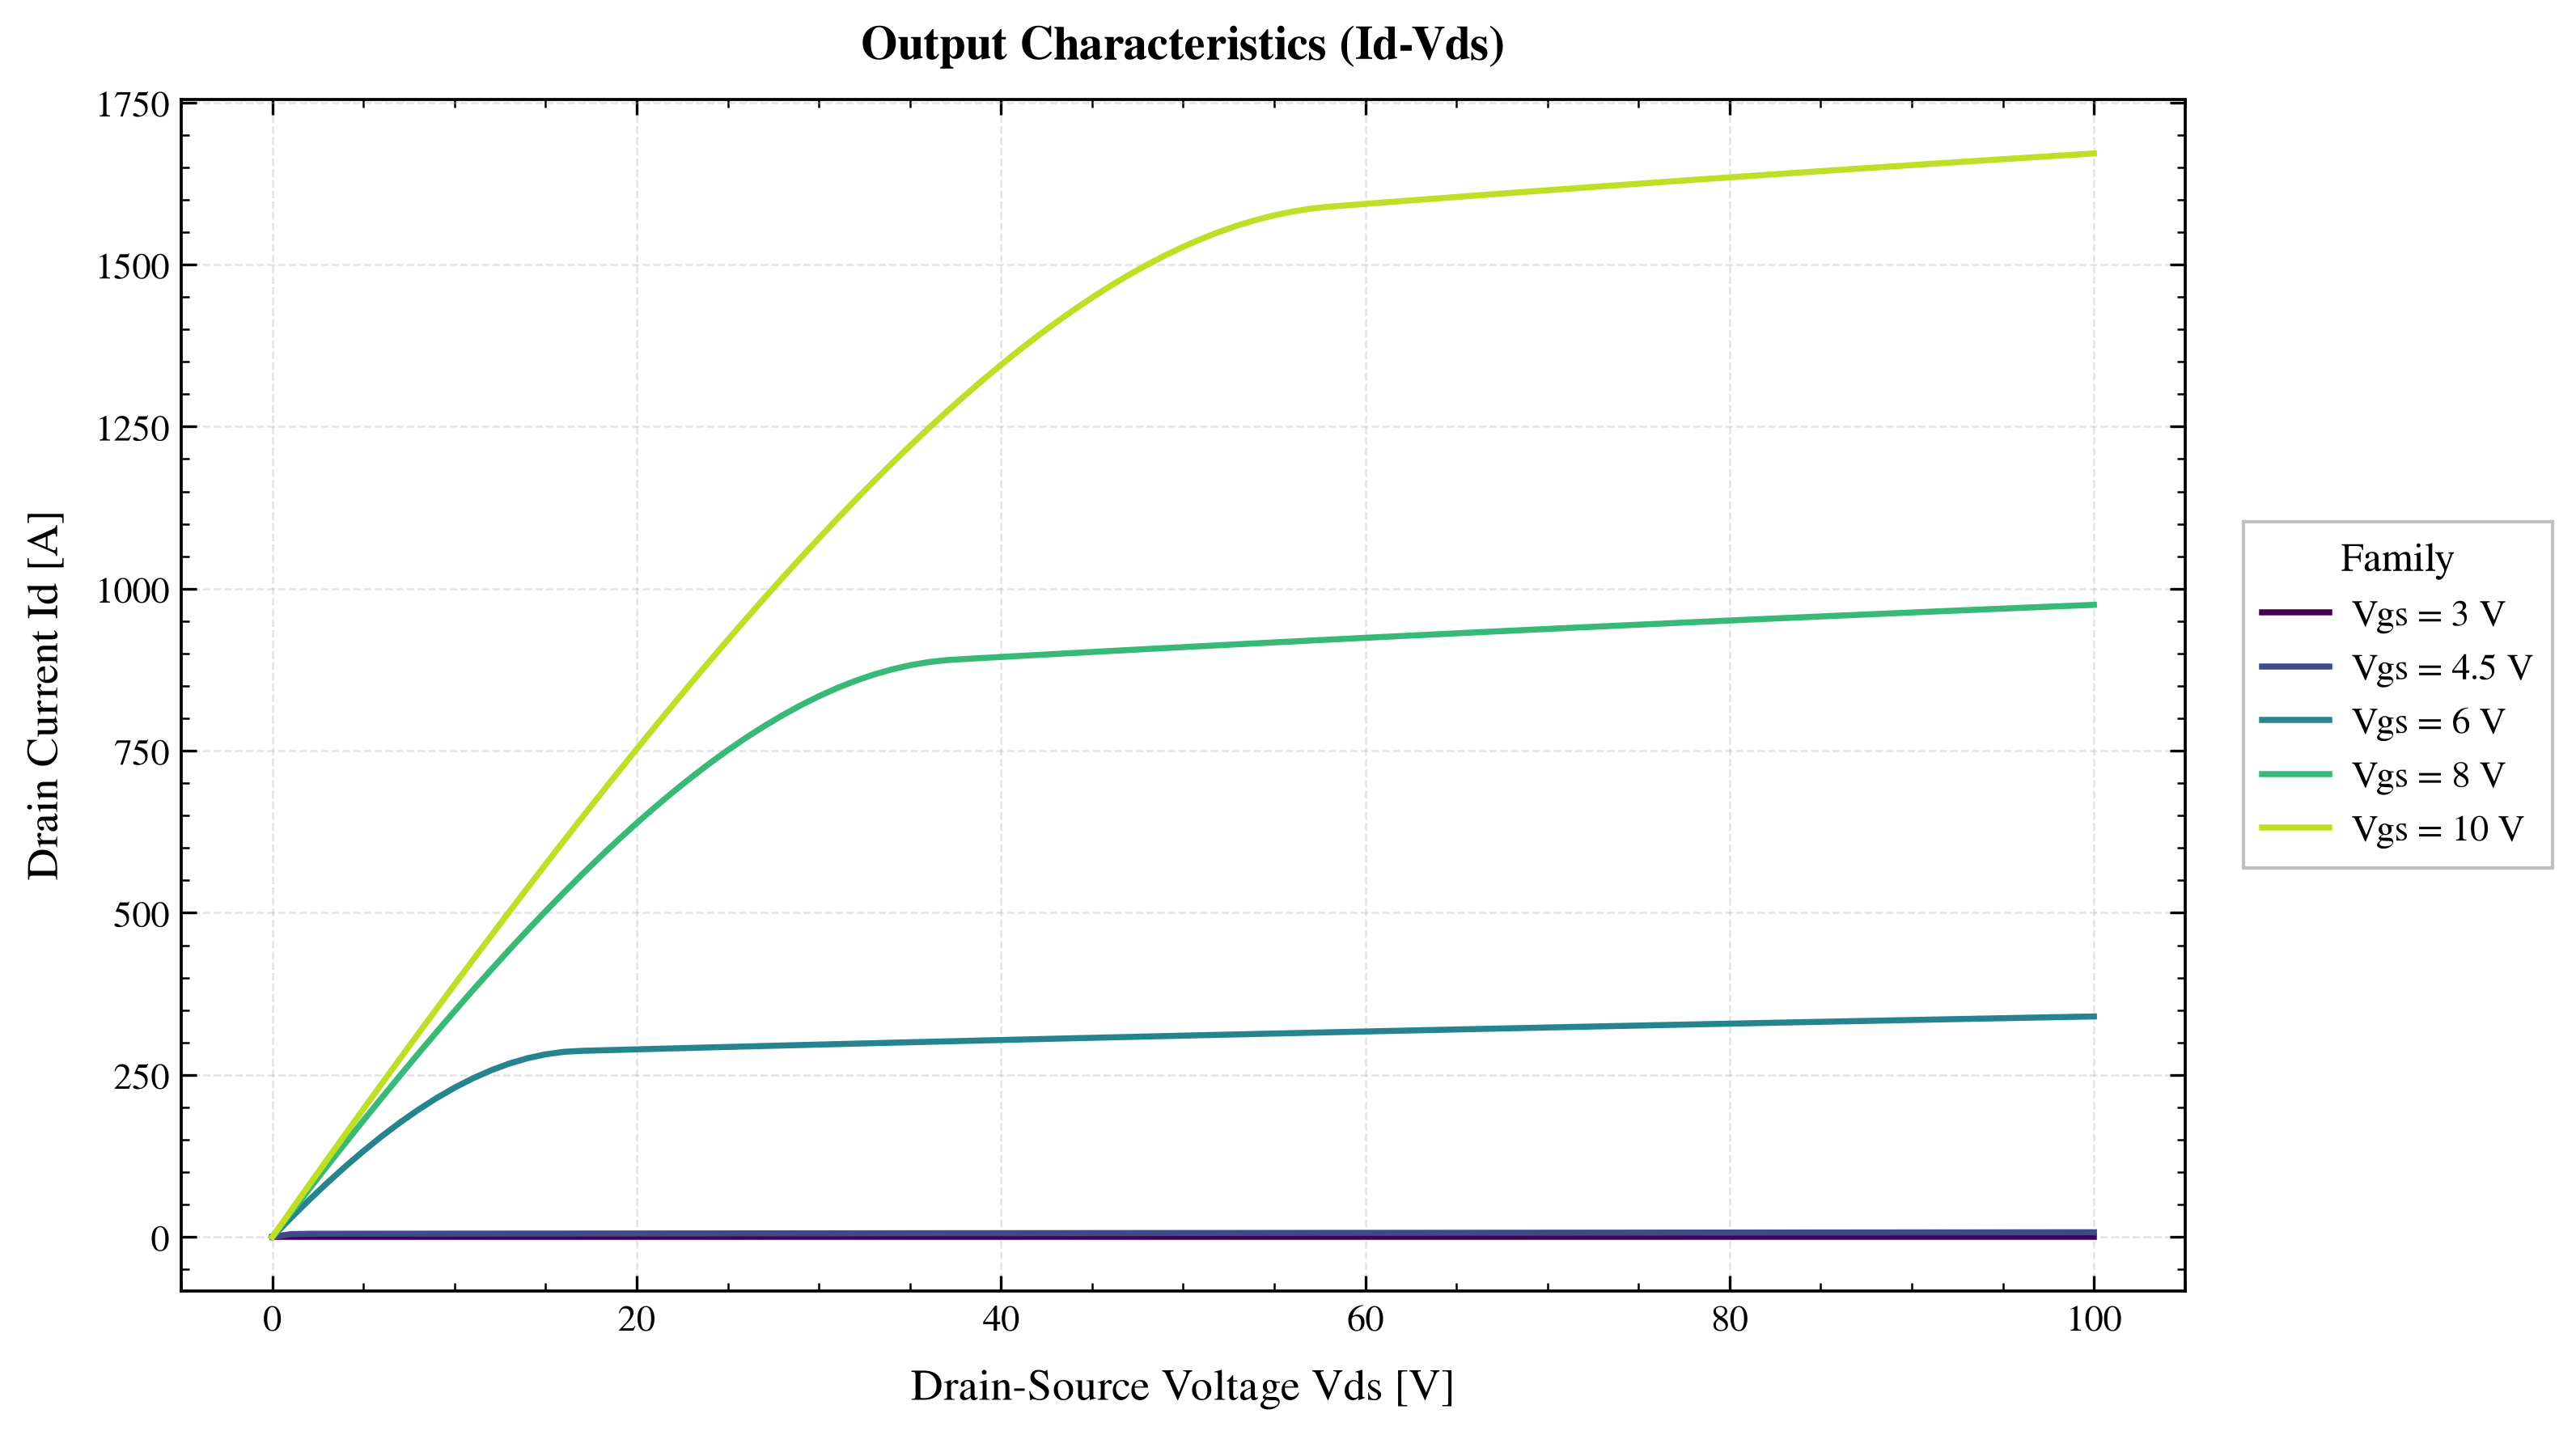 Output Characteristics (Id-Vds)
1750
1500
1250
1000
750
500
250
0
Drain Current Id [A]
0 20 40 60 80 100
Drain-Source Voltage Vds [V]
Family
Vgs = 3 V
Vgs = 4.5 V
Vgs = 6 V
Vgs = 8 V
Vgs = 10 V